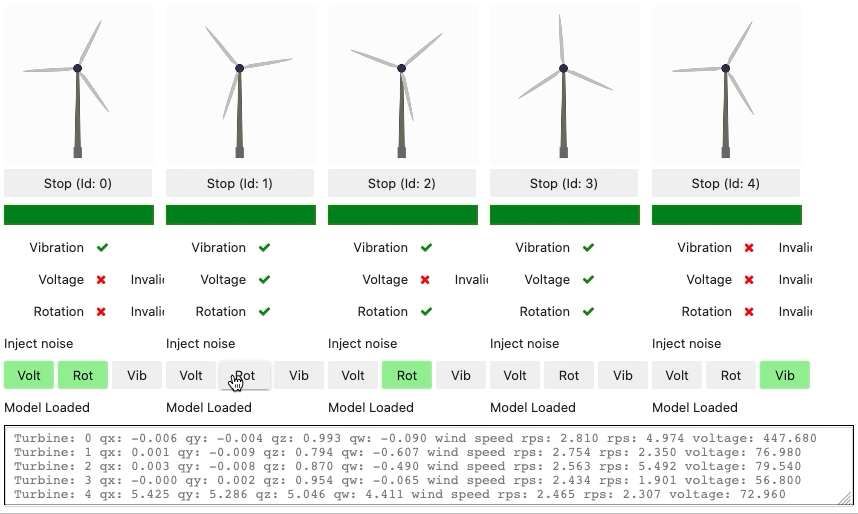 Stop (Id: 0) Stop (Id: 1) Stop (Id: 2) Stop (Id: 3) Stop (Id: 4)
Vibration Vibration Vibration Vibration Vibration Invalid
Voltage Invalid Voltage Voltage Invalid Voltage Voltage Invalid
Rotation Invalid Rotation Rotation Rotation Rotation Invalid
Inject noise Inject noise Inject noise Inject noise Inject noise
Volt Rot Vib Volt Rot Vib Volt Rot Vib Volt Rot Vib Volt Rot Vib
Model Loaded Model Loaded Model Loaded Model Loaded Model Loaded
Turbine: 0 qx: -0.006 qy: -0.004 qz: 0.993 qw: -0.090 wind speed rps: 2.810 rps: 4.974 voltage: 447.680
Turbine: 1 qx: 0.001 qy: -0.009 qz: 0.794 qw: -0.607 wind speed rps: 2.754 rps: 2.350 voltage: 76.980
Turbine: 2 qx: 0.003 qy: -0.008 qz: 0.870 qw: -0.490 wind speed rps: 2.563 rps: 5.492 voltage: 79.540
Turbine: 3 qx: -0.000 qy: 0.002 qz: 0.954 qw: -0.065 wind speed rps: 2.434 rps: 1.901 voltage: 56.800
Turbine: 4 qx: 5.425 qy: 5.286 qz: 5.046 qw: 4.411 wind speed rps: 2.465 rps: 2.307 voltage: 72.960